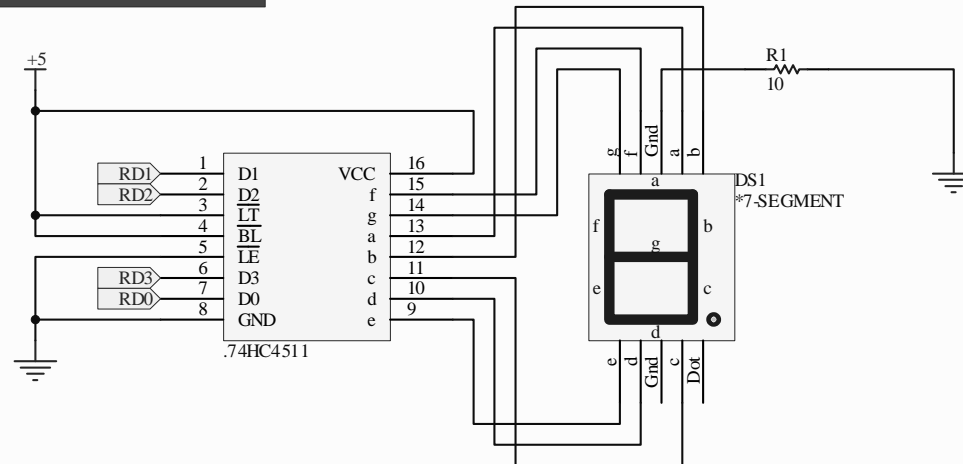 +5
R1
10
RD1
RD2
RD3
RD0
1
2
3
4
5
6
7
8
D1
D2
LT
BL
LE
D3
D0
GND
VCC
f
g
a
b
c
d
e
16
15
14
13
12
11
10
9
.74HC4511
g
f
Gnd
a
b
DS1
*7-SEGMENT
a
f
b
g
e
c
d
e
d
Gnd
c
Dot